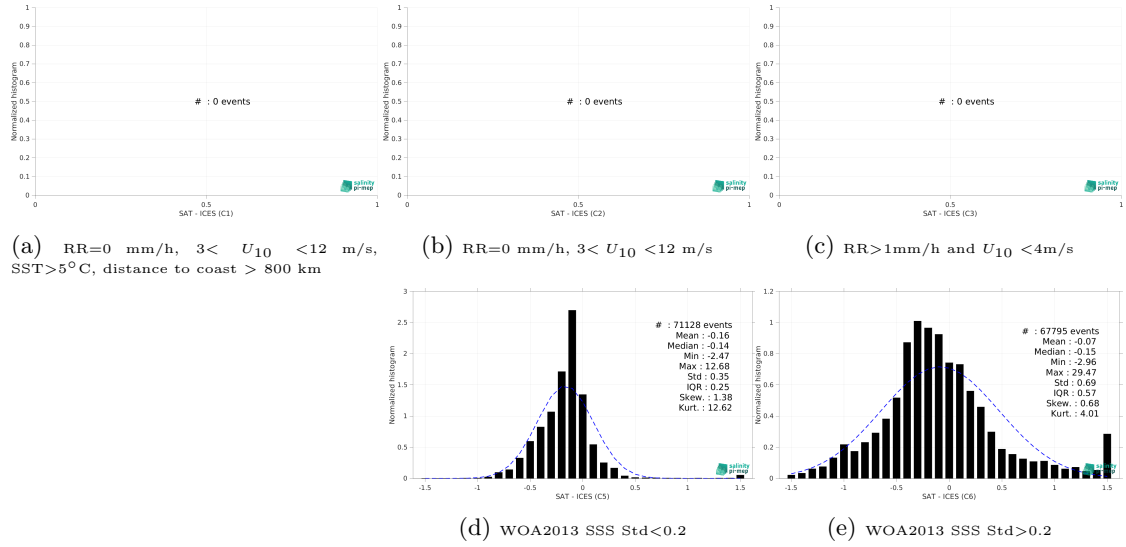 1
0.9
0.8
0.7
0.6
0.5
0.4
0.3
0.2
0.1
0
Normalized histogram
# : 0 events
salinity
pi-mep
0 0.5 1
SAT - ICES (C1)
1
0.9
0.8
0.7
0.6
0.5
0.4
0.3
0.2
0.1
0
Normalized histogram
# : 0 events
salinity
pi-mep
0 0.5 1
SAT - ICES (C2)
1
0.9
0.8
0.7
0.6
0.5
0.4
0.3
0.2
0.1
0
Normalized histogram
# : 0 events
salinity
pi-mep
0 0.5 1
SAT - ICES (C3)
(a) RR=0 mm/h, 3< U10 <12 m/s,
SST>5°C, distance to coast > 800 km
(b) RR=0 mm/h, 3< U10 <12 m/s
(c) RR>1mm/h and U10 <4m/s
3
2.5
2
1.5
1
0.5
0
Normalized histogram
# : 71128 events
Mean : -0.16
Median : -0.14
Min : -2.47
Max : 12.68
Std : 0.35
IQR : 0.25
Skew. : 1.38
Kurt. : 12.62
salinity
pi-mep
-1.5 -1 -0.5 0 0.5 1 1.5
SAT - ICES (C5)
1.2
1
0.8
0.6
0.4
0.2
0
Normalized histogram
# : 67795 events
Mean : -0.07
Median : -0.15
Min : -2.96
Max : 29.47
Std : 0.69
IQR : 0.57
Skew. : 0.68
Kurt. : 4.01
salinity
pi-mep
-1.5 -1 -0.5 0 0.5 1 1.5
SAT - ICES (C6)
(d) WOA2013 SSS Std<0.2
(e) WOA2013 SSS Std>0.2